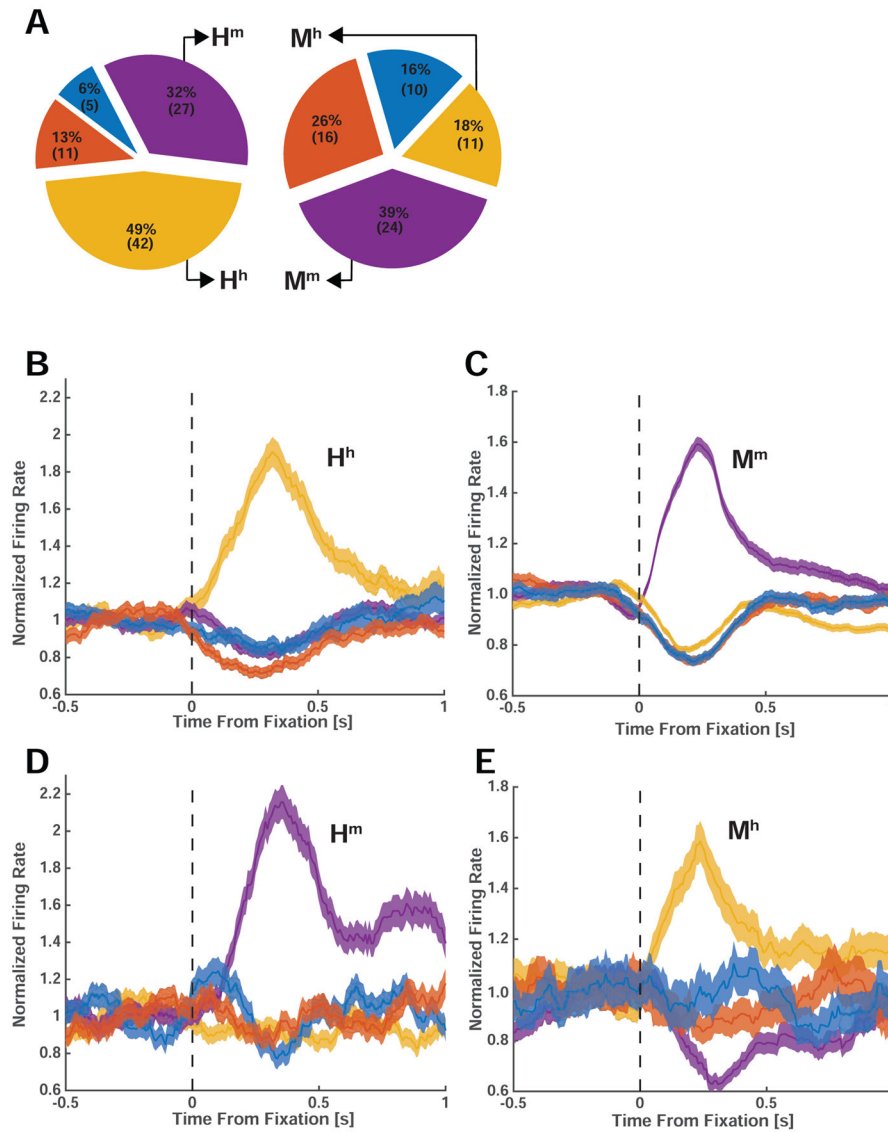 A
Hᵐ
Mʰ
6%
(5)
32%
(27)
13%
(11)
49%
(42)
Hʰ
16%
(10)
26%
(16)
18%
(11)
39%
(24)
Mᵐ
B
Normalized Firing Rate
2.2
2
1.8
1.6
1.4
1.2
1
0.8
0.6
Hʰ
-0.5
0
0.5
1
Time From Fixation [s]
C
Normalized Firing Rate
1.8
1.6
1.4
1.2
1.0
0.8
0.6
Mᵐ
-0.5
0
0.5
Time From Fixation [s]
D
Normalized Firing Rate
2.2
2
1.8
1.6
1.4
1.2
1
0.8
0.6
Hᵐ
-0.5
0
0.5
1
Time From Fixation [s]
E
Normalized Firing Rate
1.8
1.6
1.4
1.2
1.0
0.8
0.6
Mʰ
-0.5
0
0.5
Time From Fixation [s]